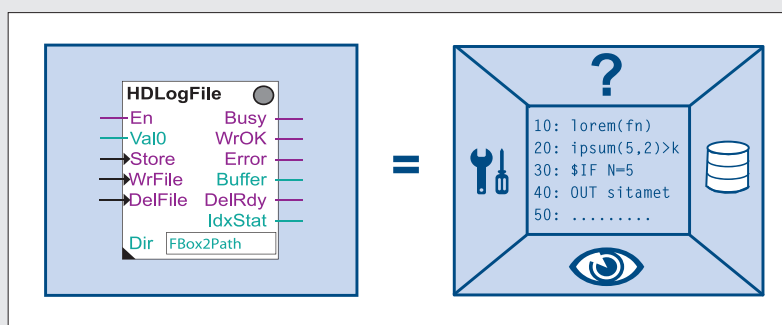 HDLogFile
En Busy
Val0 WrOK
Store Error
WrFile Buffer
DelFile DelRdy
IdxStat
Dir FBox2Path
=
?
10: lorem(fn)
20: ipsum(5,2)>k
30: $IF N=5
40: OUT sitamet
50: .........